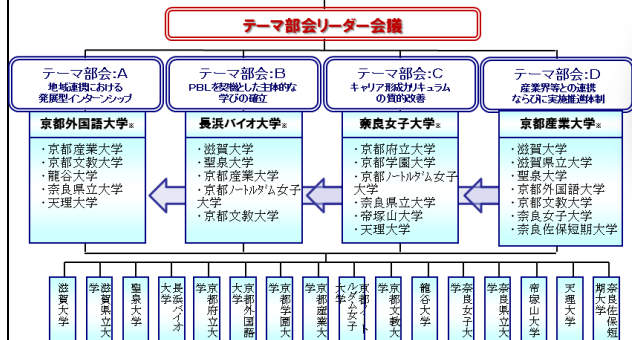 テーマ部会リーダー会議
テーマ部会:A
地域連携における
発展型インターンシップ
テーマ部会:B
PBLを契機とした主体的な
学びの確立
テーマ部会:C
キャリア形成カリキュラム
の質的改善
テーマ部会:D
産業界等との連携
ならびに実施推進体制
京都外国語大学※
・京都産業大学
・京都文教大学
・龍谷大学
・奈良県立大学
・天理大学
長浜バイオ大学※
・滋賀大学
・聖泉大学
・京都産業大学
・京都ノートルダム女子
大学
・京都文教大学
奈良女子大学※
・京都府立大学
・京都学園大学
・京都ノートルダム女子
大学
・奈良県立大学
・帝塚山大学
・天理大学
京都産業大学※
・滋賀大学
・滋賀県立大学
・聖泉大学
・京都外国語大学
・京都文教大学
・奈良女子大学
・奈良佐保短期大学
滋賀大学
滋賀県立大
学
聖泉大学
長浜バイオ
大学
京都府立大
学
京都外国語
大学
京都学園大
学
京都産業大
学
京都ノート
ルダム女子
大学
京都文教大
学
龍谷大学
奈良女子大
学
奈良県立大
学
帝塚山大学
天理大学
奈良佐保短
期大学